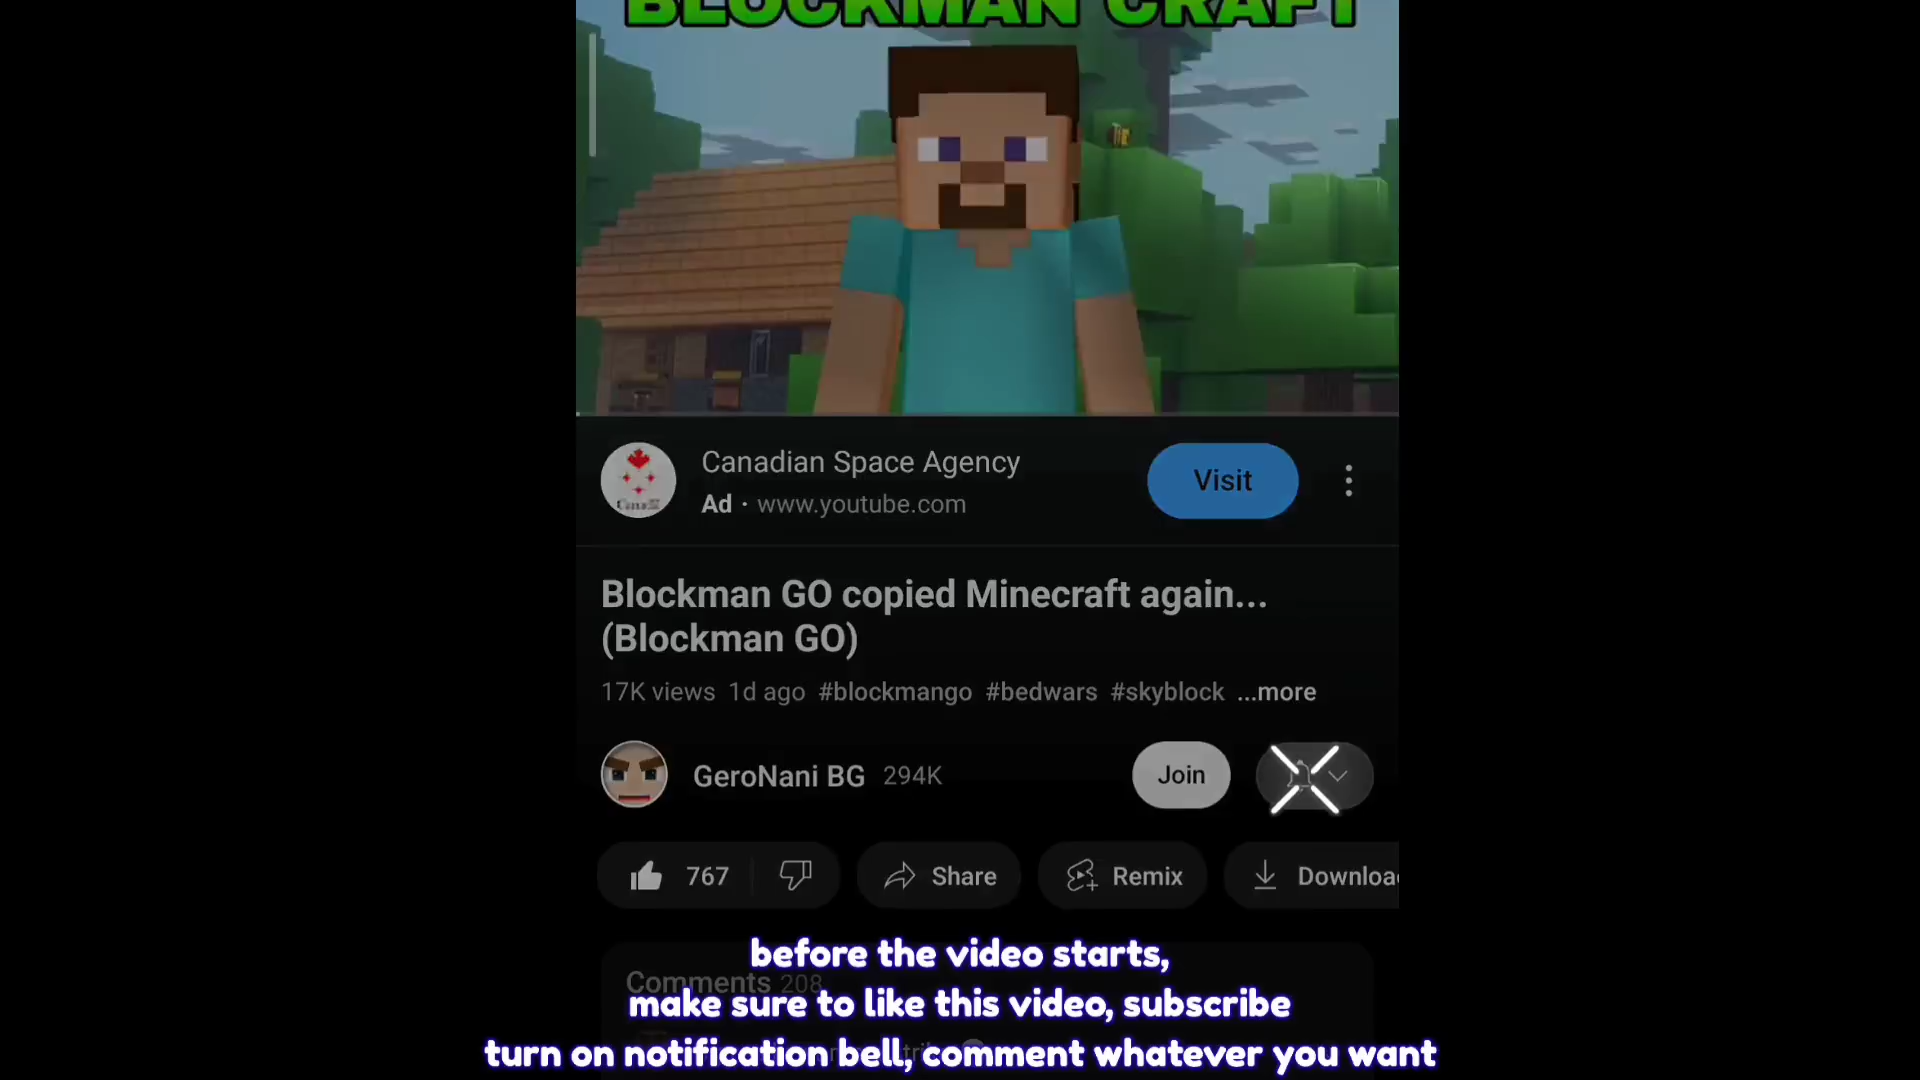 BLOCKMAN CRAFT
Canadian Space Agency
Ad · www.youtube.com
Visit
Blockman GO copied Minecraft again...
(Blockman GO)
17K views 1d ago #blockmango #bedwars #skyblock ...more
GeroNani BG 294K
Join
767
Share
Remix
Downloa
Comments 208
before the video starts,
make sure to like this video, subscribe
turn on notification bell, comment whatever you want